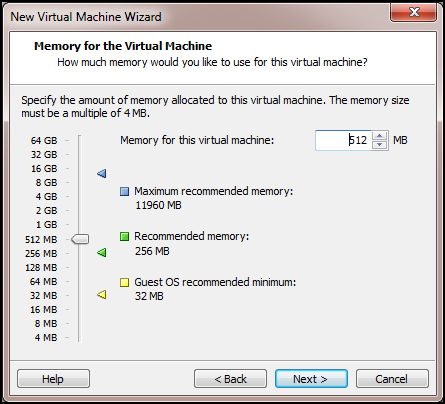 New Virtual Machine Wizard
Memory for the Virtual Machine
How much memory would you like to use for this virtual machine?
Specify the amount of memory allocated to this virtual machine. The memory size
must be a multiple of 4 MB.
64 GB
Memory for this virtual machine: 512 MB
32 GB
16 GB
8 GB
Maximum recommended memory:
4 GB
11960 MB
2 GB
1 GB
512 MB
Recommended memory:
256 MB
256 MB
128 MB
64 MB
Guest OS recommended minimum:
32 MB
32 MB
16 MB
8 MB
4 MB
Help
< Back
Next >
Cancel